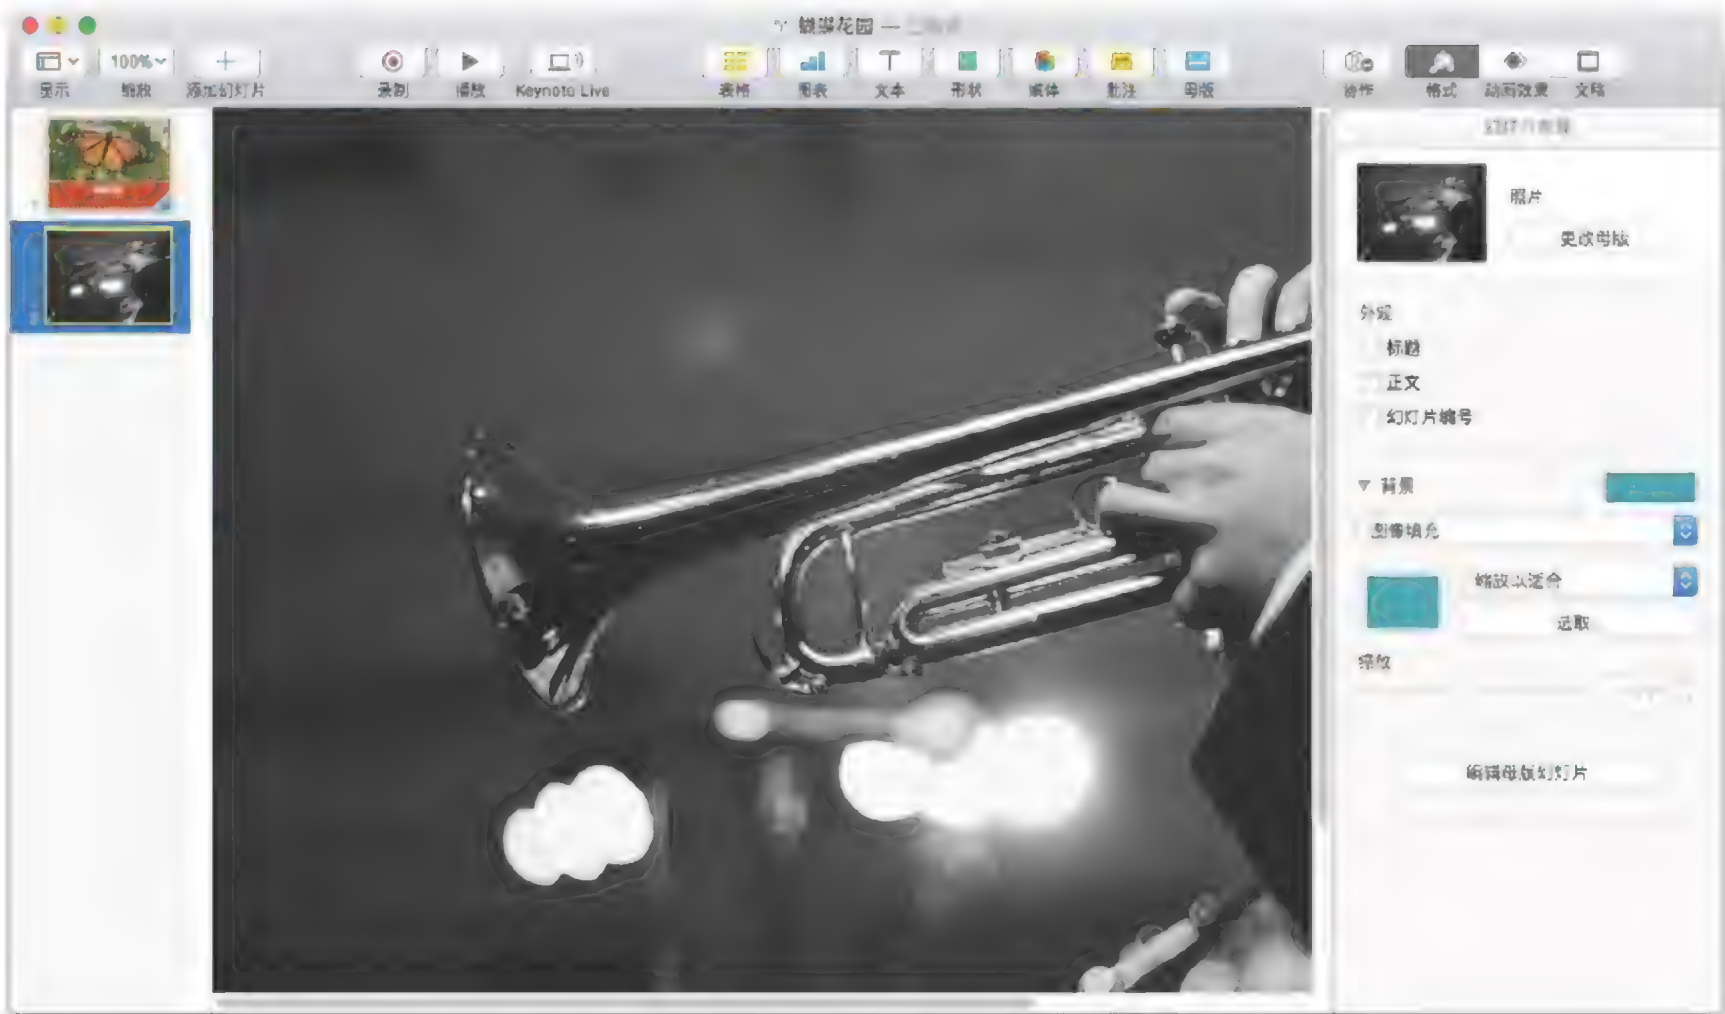 蝴蝶花园 —
100%
显示 缩放 添加幻灯片 录制 播放 Keynote Live 表格 图表 文本 形状 媒体 批注 母版 协作 格式 动画效果 文稿
照片
更改母版
外观
标题
正文
幻灯片编号
背景
图像填充
缩放以适合
选取
缩放
编辑母版幻灯片